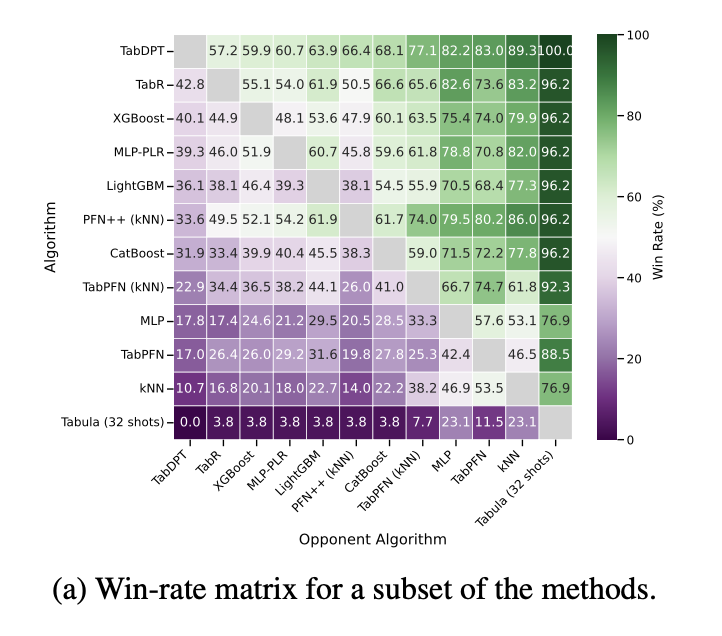 TabDPT 57.2 59.9 60.7 63.9 66.4 68.1 77.1 82.2 83.0 89.3 100.0
TabR 42.8 55.1 54.0 61.9 50.5 66.6 65.6 82.6 73.6 83.2 96.2
XGBoost 40.1 44.9 48.1 53.6 47.9 60.1 63.5 75.4 74.0 79.9 96.2
MLP-PLR 39.3 46.0 51.9 60.7 45.8 59.6 61.8 78.8 70.8 82.0 96.2
LightGBM 36.1 38.1 46.4 39.3 38.1 54.5 55.9 70.5 68.4 77.3 96.2
PFN++ (kNN) 33.6 49.5 52.1 54.2 61.9 61.7 74.0 79.5 80.2 86.0 96.2
CatBoost 31.9 33.4 39.9 40.4 45.5 38.3 59.0 71.5 72.2 77.8 96.2
TabPFN (kNN) 22.9 34.4 36.5 38.2 44.1 26.0 41.0 66.7 74.7 61.8 92.3
MLP 17.8 17.4 24.6 21.2 29.5 20.5 28.5 33.3 57.6 53.1 76.9
TabPFN 17.0 26.4 26.0 29.2 31.6 19.8 27.8 25.3 42.4 46.5 88.5
kNN 10.7 16.8 20.1 18.0 22.7 14.0 22.2 38.2 46.9 53.5 76.9
Tabula (32 shots) 0.0 3.8 3.8 3.8 3.8 3.8 3.8 7.7 23.1 11.5 23.1
Algorithm
TabDPT
TabR
XGBoost
MLP-PLR
LightGBM
PFN++ (kNN)
CatBoost
TabPFN (kNN)
MLP
TabPFN
kNN
Tabula (32 shots)
Opponent Algorithm
100
80
60
40
20
0
Win Rate (%)
(a) Win-rate matrix for a subset of the methods.